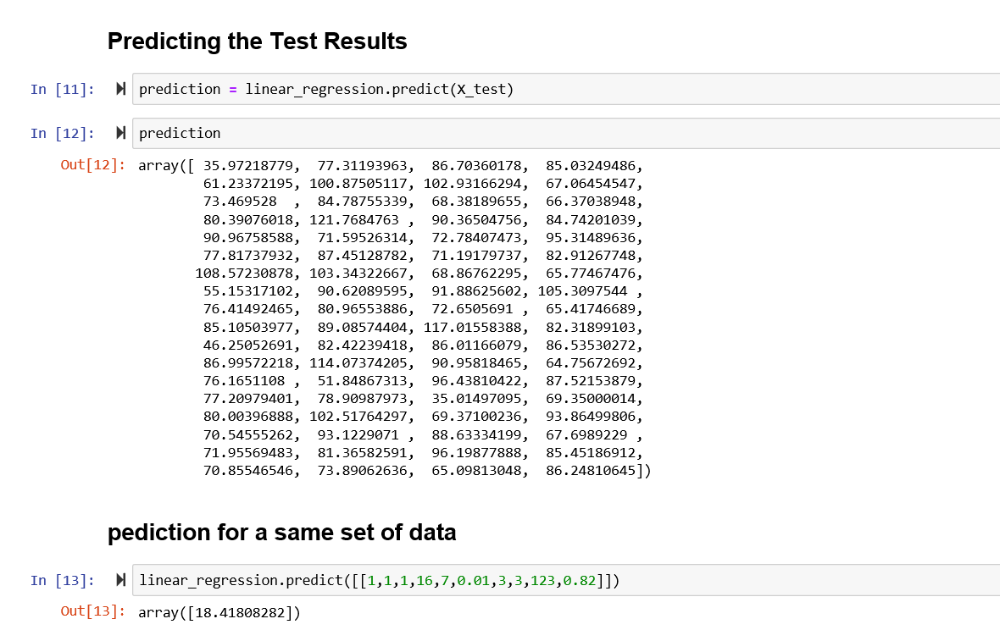 Predicting the Test Results
In [11]: prediction = linear_regression.predict(X_test)
In [12]: prediction
Out[12]: array([ 35.97218779,  77.31193963,  86.70360178,  85.03249486,
        61.23372195, 100.87505117, 102.93166294,  67.06454547,
        73.469528  ,  84.78755339,  68.38189655,  66.37038948,
        80.39076018, 121.7684763 ,  90.36504756,  84.74201039,
        90.96758588,  71.59526314,  72.78407473,  95.31489636,
        77.81737932,  87.45128782,  71.19179737,  82.91267748,
       108.57230878, 103.34322667,  68.86762295,  65.77467476,
        55.15317102,  90.62089595,  91.88625602, 105.3097544 ,
        76.41492465,  80.96553886,  72.6505691 ,  65.41746689,
        85.10503977,  89.08574404, 117.01558388,  82.31899103,
        46.25052691,  82.42239418,  86.01166079,  86.53530272,
        86.99572218, 114.07374205,  90.95818465,  64.75672692,
        76.1651108 ,  51.84867313,  96.43810422,  87.52153879,
        77.20979401,  78.90987973,  35.01497095,  69.35000014,
        80.00396888, 102.51764297,  69.37100236,  93.86499806,
        70.54555262,  93.1229071 ,  88.63334199,  67.6989229 ,
        71.95569483,  81.36582591,  96.19877888,  85.45186912,
        70.85546546,  73.89062636,  65.09813048,  86.24810645])
pediction for a same set of data
In [13]: linear_regression.predict([[1,1,1,16,7,0.01,3,3,123,0.82]])
Out[13]: array([18.41808282])